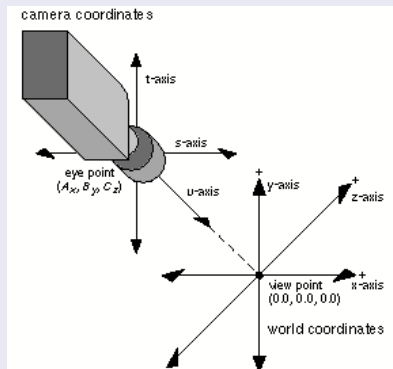 camera coordinates
t-axis
s-axis
eye point
(Ax, By, Cz)
υ-axis
+
+
y-axis
z-axis
view point
+
x-axis
(0.0, 0.0, 0.0)
world coordinates